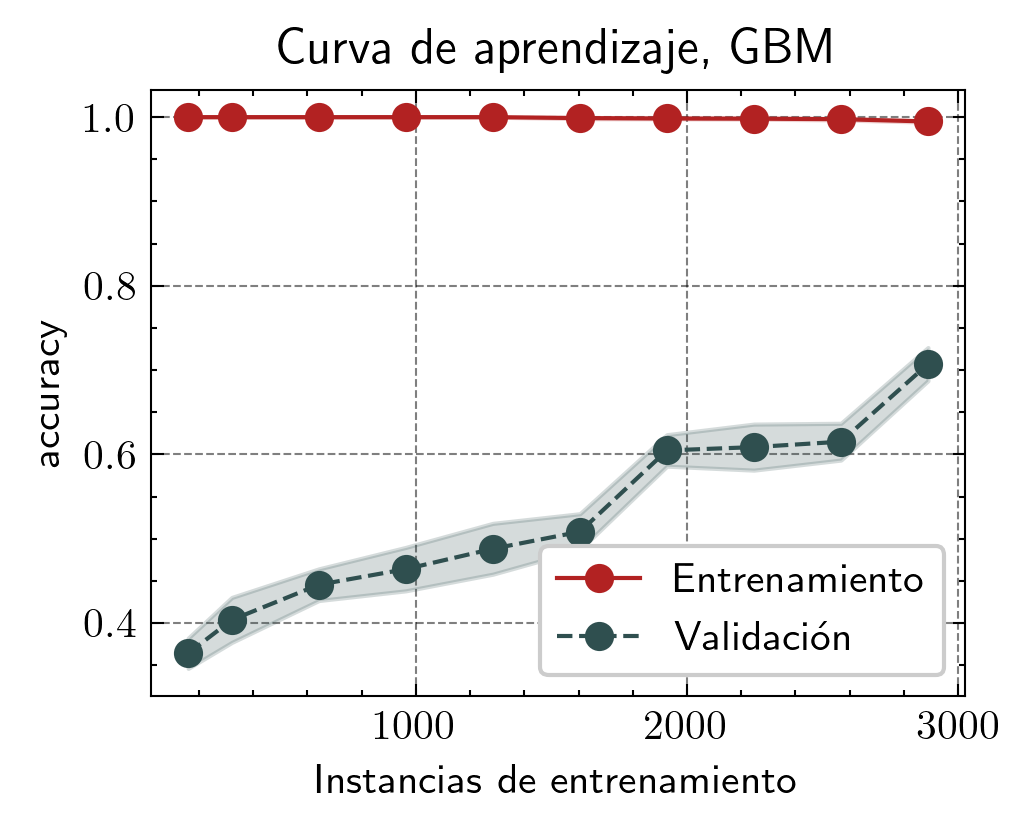 Curva de aprendizaje, GBM
1.0
0.8
0.6
0.4
accuracy
Entrenamiento
Validación
1000 2000 3000
Instancias de entrenamiento